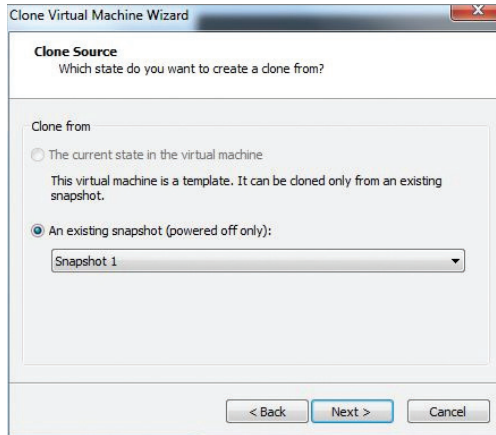 Clone Virtual Machine Wizard
Clone Source
Which state do you want to create a clone from?
Clone from
The current state in the virtual machine
This virtual machine is a template. It can be cloned only from an existing
snapshot.
An existing snapshot (powered off only):
Snapshot 1
< Back Next > Cancel